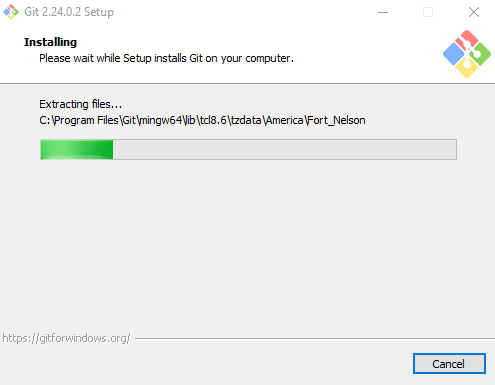 Git 2.24.0.2 Setup
Installing
Please wait while Setup installs Git on your computer.
Extracting files...
C:\Program Files\Git\mingw64\lib\tcl8.6\tzdata\America\Fort_Nelson
https://gitforwindows.org/
Cancel